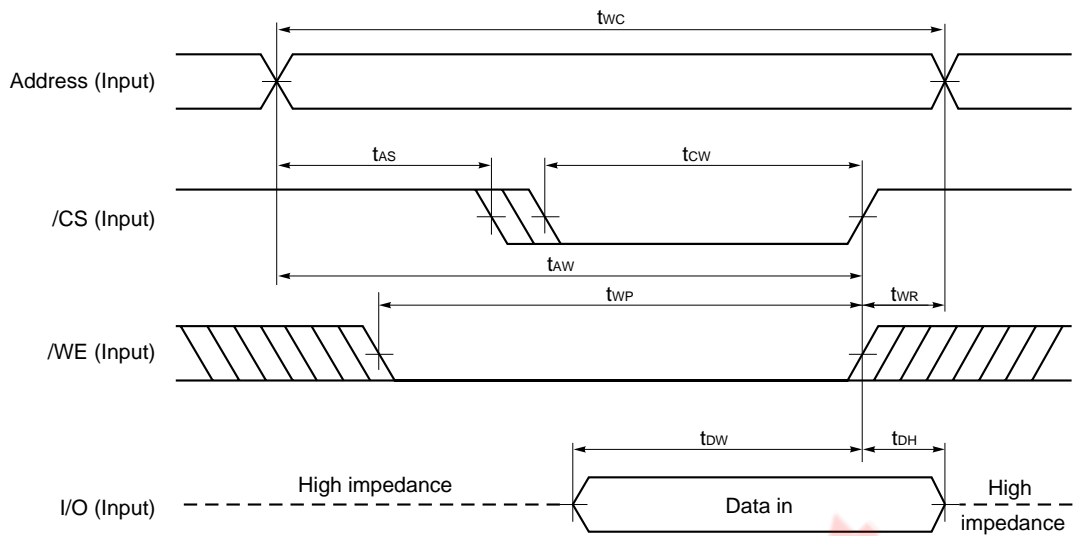 tWC
Address (Input)
tAS
tCW
/CS (Input)
tAW
tWP
tWR
/WE (Input)
tDW
tDH
I/O (Input)
High impedance
Data in
High
impedance